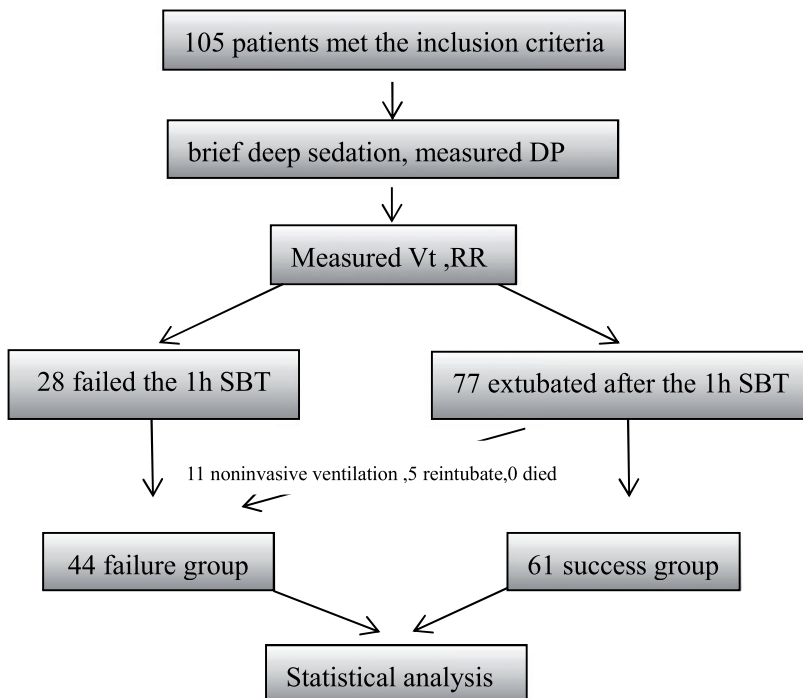 105 patients met the inclusion criteria
brief deep sedation, measured DP
Measured Vt ,RR
28 failed the 1h SBT
77 extubated after the 1h SBT
11 noninvasive ventilation ,5 reintubate,0 died
44 failure group
61 success group
Statistical analysis